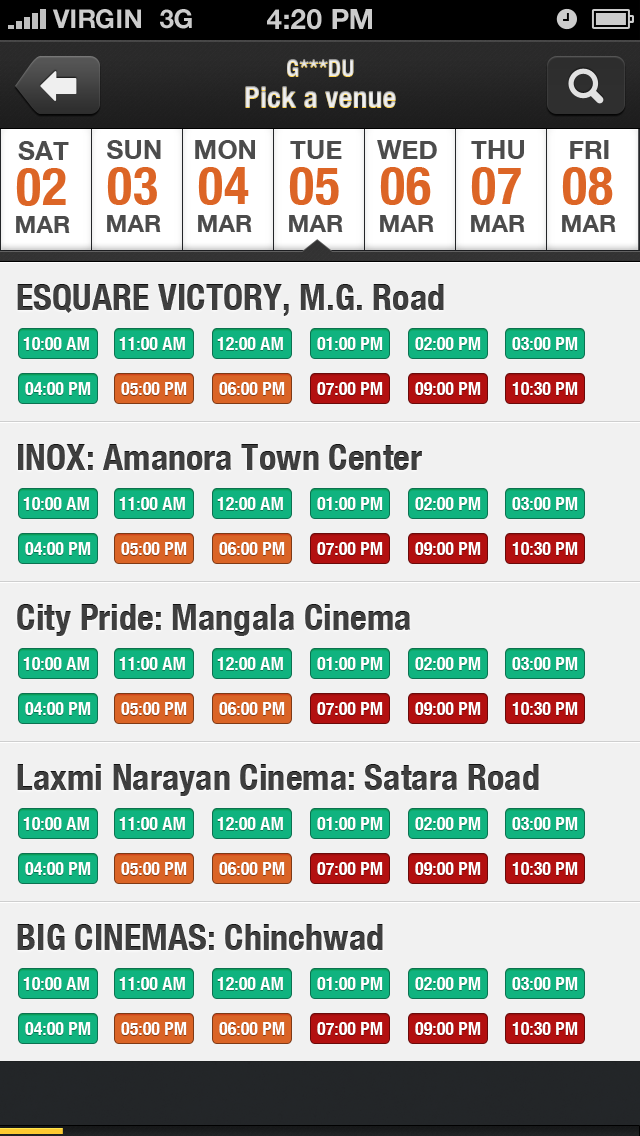 VIRGIN 3G 4:20 PM
G***DU
Pick a venue
SAT SUN MON TUE WED THU FRI
02 03 04 05 06 07 08
MAR MAR MAR MAR MAR MAR MAR
ESQUARE VICTORY, M.G. Road
10:00 AM 11:00 AM 12:00 AM 01:00 PM 02:00 PM 03:00 PM
04:00 PM 05:00 PM 06:00 PM 07:00 PM 09:00 PM 10:30 PM
INOX: Amanora Town Center
10:00 AM 11:00 AM 12:00 AM 01:00 PM 02:00 PM 03:00 PM
04:00 PM 05:00 PM 06:00 PM 07:00 PM 09:00 PM 10:30 PM
City Pride: Mangala Cinema
10:00 AM 11:00 AM 12:00 AM 01:00 PM 02:00 PM 03:00 PM
04:00 PM 05:00 PM 06:00 PM 07:00 PM 09:00 PM 10:30 PM
Laxmi Narayan Cinema: Satara Road
10:00 AM 11:00 AM 12:00 AM 01:00 PM 02:00 PM 03:00 PM
04:00 PM 05:00 PM 06:00 PM 07:00 PM 09:00 PM 10:30 PM
BIG CINEMAS: Chinchwad
10:00 AM 11:00 AM 12:00 AM 01:00 PM 02:00 PM 03:00 PM
04:00 PM 05:00 PM 06:00 PM 07:00 PM 09:00 PM 10:30 PM